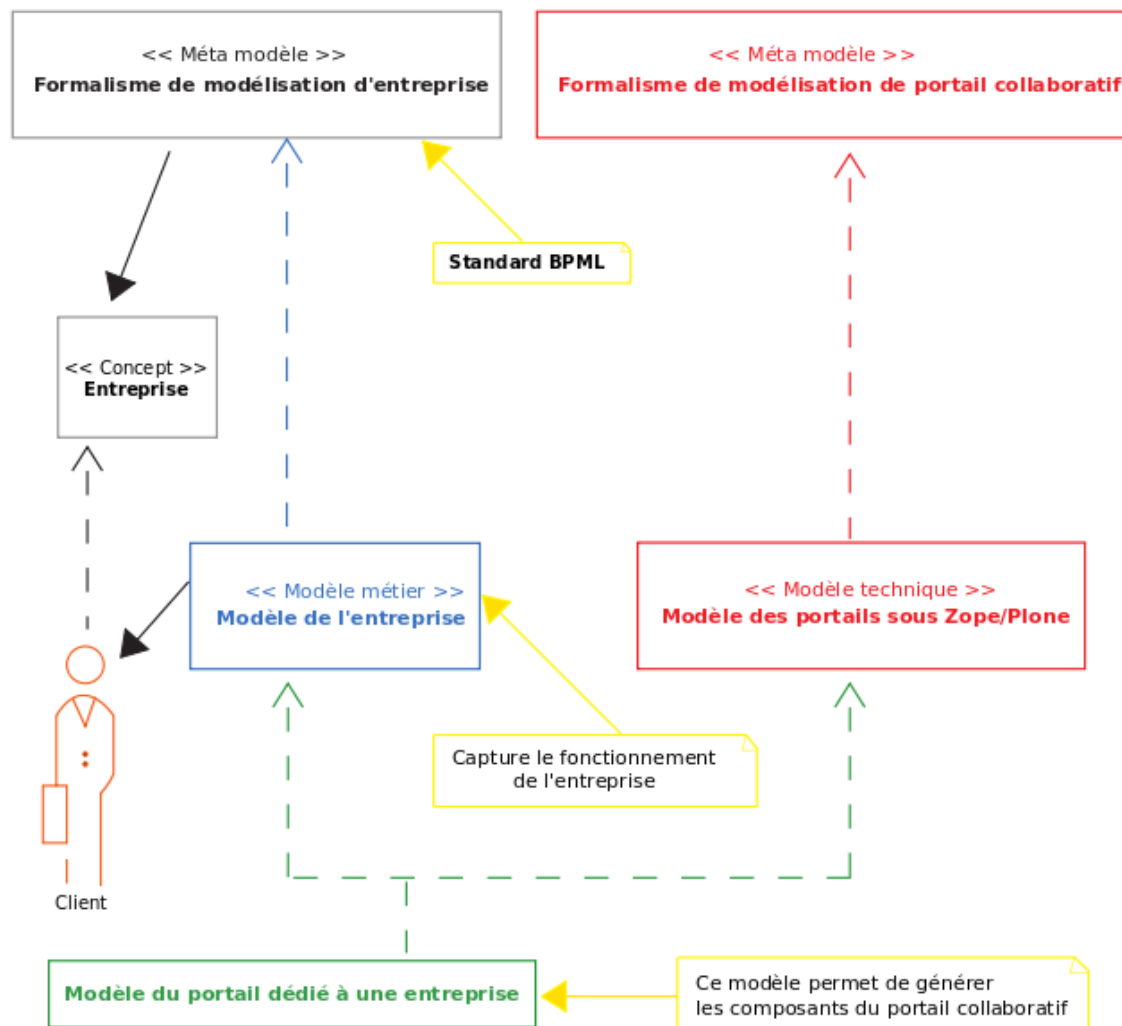 << Méta modèle >>
Formalisme de modélisation d'entreprise
<< Méta modèle >>
Formalisme de modélisation de portail collaboratif
Standard BPML
<< Concept >>
Entreprise
<< Modèle métier >>
Modèle de l'entreprise
<< Modèle technique >>
Modèle des portails sous Zope/Plone
Capture le fonctionnement
de l'entreprise
Client
Modèle du portail dédié à une entreprise
Ce modèle permet de générer
les composants du portail collaboratif